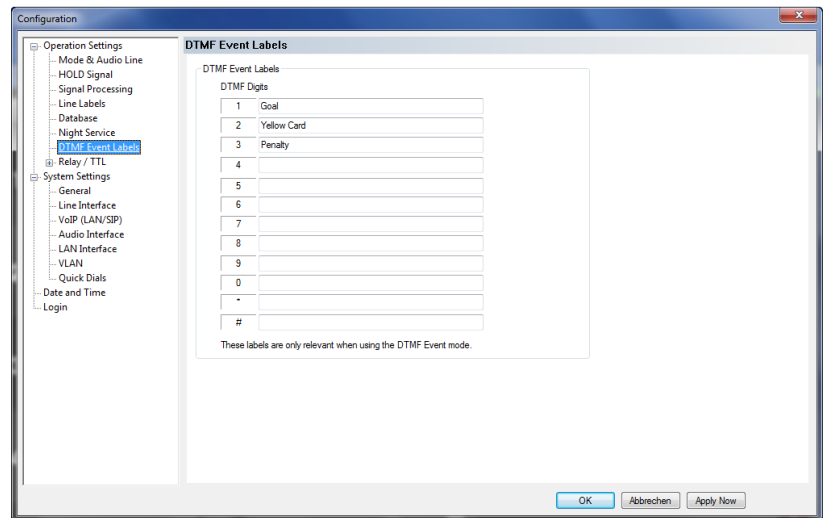 Configuration
Operation Settings
Mode & Audio Line
HOLD Signal
Signal Processing
Line Labels
Database
Night Service
DTMF Event Labels
Relay / TTL
System Settings
General
Line Interface
VoIP (LAN/SIP)
Audio Interface
LAN Interface
VLAN
Quick Dials
Date and Time
Login
DTMF Event Labels
DTMF Event Labels
DTMF Digits
1 Goal
2 Yellow Card
3 Penalty
4
5
6
7
8
9
0
*
#
These labels are only relevant when using the DTMF Event mode.
OK Abbrechen Apply Now